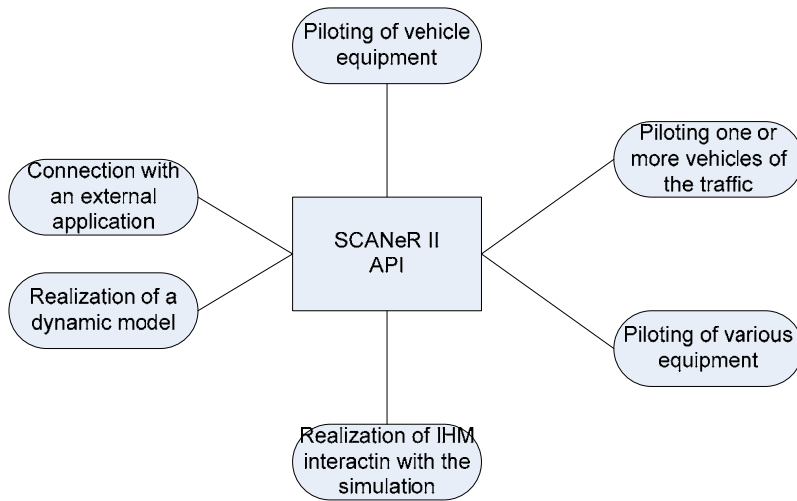 Piloting of vehicle
equipment
Piloting one or
more vehicles of
the traffic
Connection with
an external
application
SCANeR II
API
Realization of a
dynamic model
Piloting of various
equipment
Realization of IHM
interactin with the
simulation